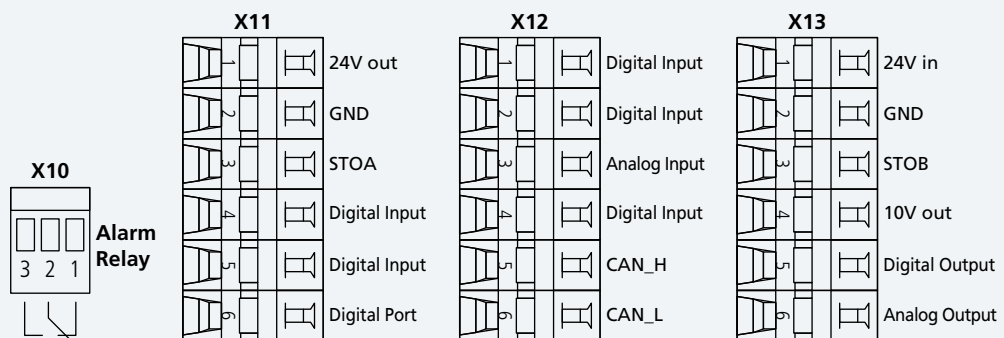 X11
1 24V out
2 GND
3 STOA
4 Digital Input
5 Digital Input
6 Digital Port
X12
1 Digital Input
2 Digital Input
3 Analog Input
4 Digital Input
5 CAN_H
6 CAN_L
X13
1 24V in
2 GND
3 STOB
4 10V out
5 Digital Output
6 Analog Output
X10
Alarm
Relay
3 2 1